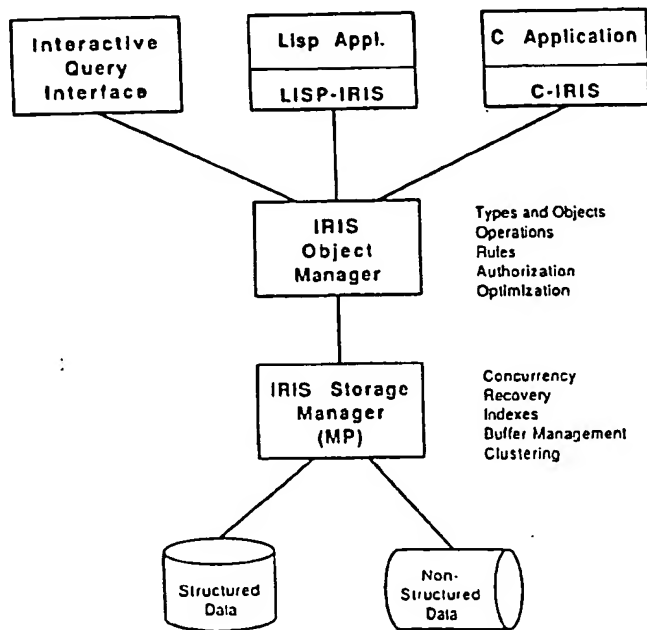 Interactive
Query
Interface
Lisp Appl.
LISP-IRIS
C Application
C-IRIS
IRIS
Object
Manager
Types and Objects
Operations
Rules
Authorization
Optimization
IRIS Storage
Manager
(MP)
Concurrency
Recovery
Indexes
Buffer Management
Clustering
Structured
Data
Non-
Structured
Data